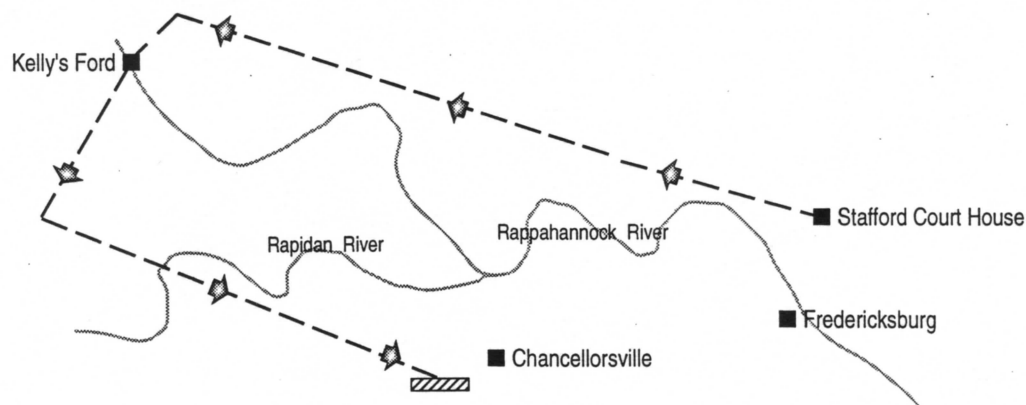 Kelly's Ford
Stafford Court House
Rappahannock River
Rapidan River
Fredericksburg
Chancellorsville